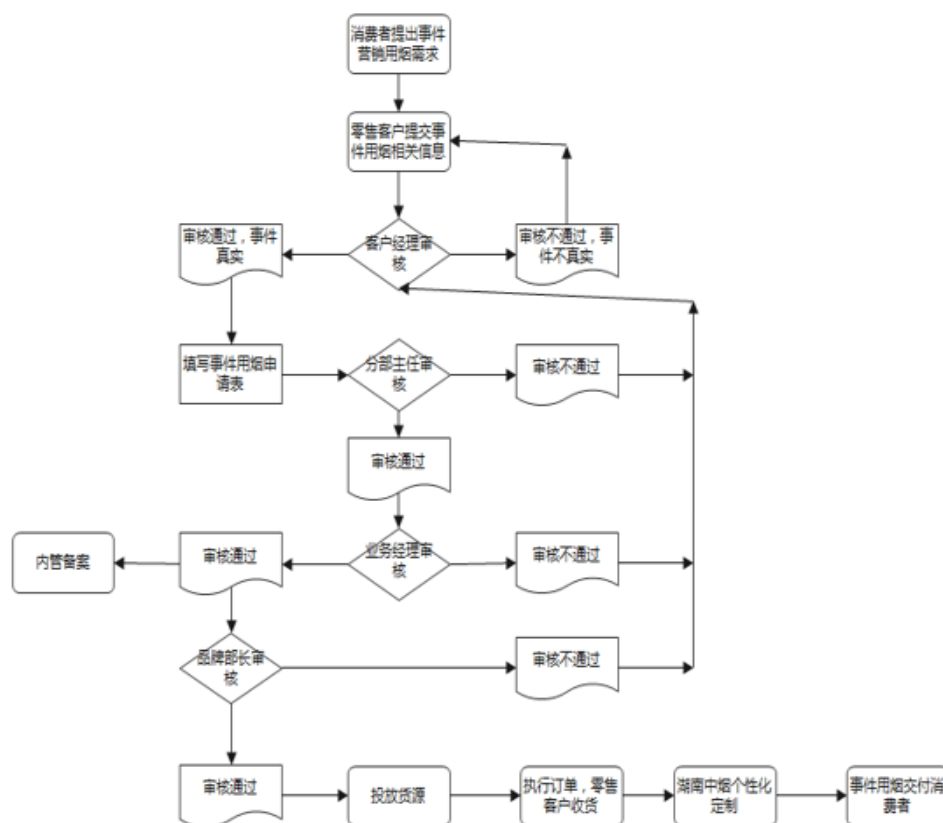 消费者提出事件
营销用烟需求
零售客户提交事
件用烟相关信息
审核通过，事件
真实
客户经理审
核
审核不通过，事
件不真实
填写事件用烟申
请表
分部主任审
核
审核不通过
审核通过
内管备案
审核通过
业务经理审
核
审核不通过
品牌部长审
核
审核不通过
审核通过
投放货源
执行订单，零售
客户收货
湖南中烟个性化
定制
事件用烟交付消
费者